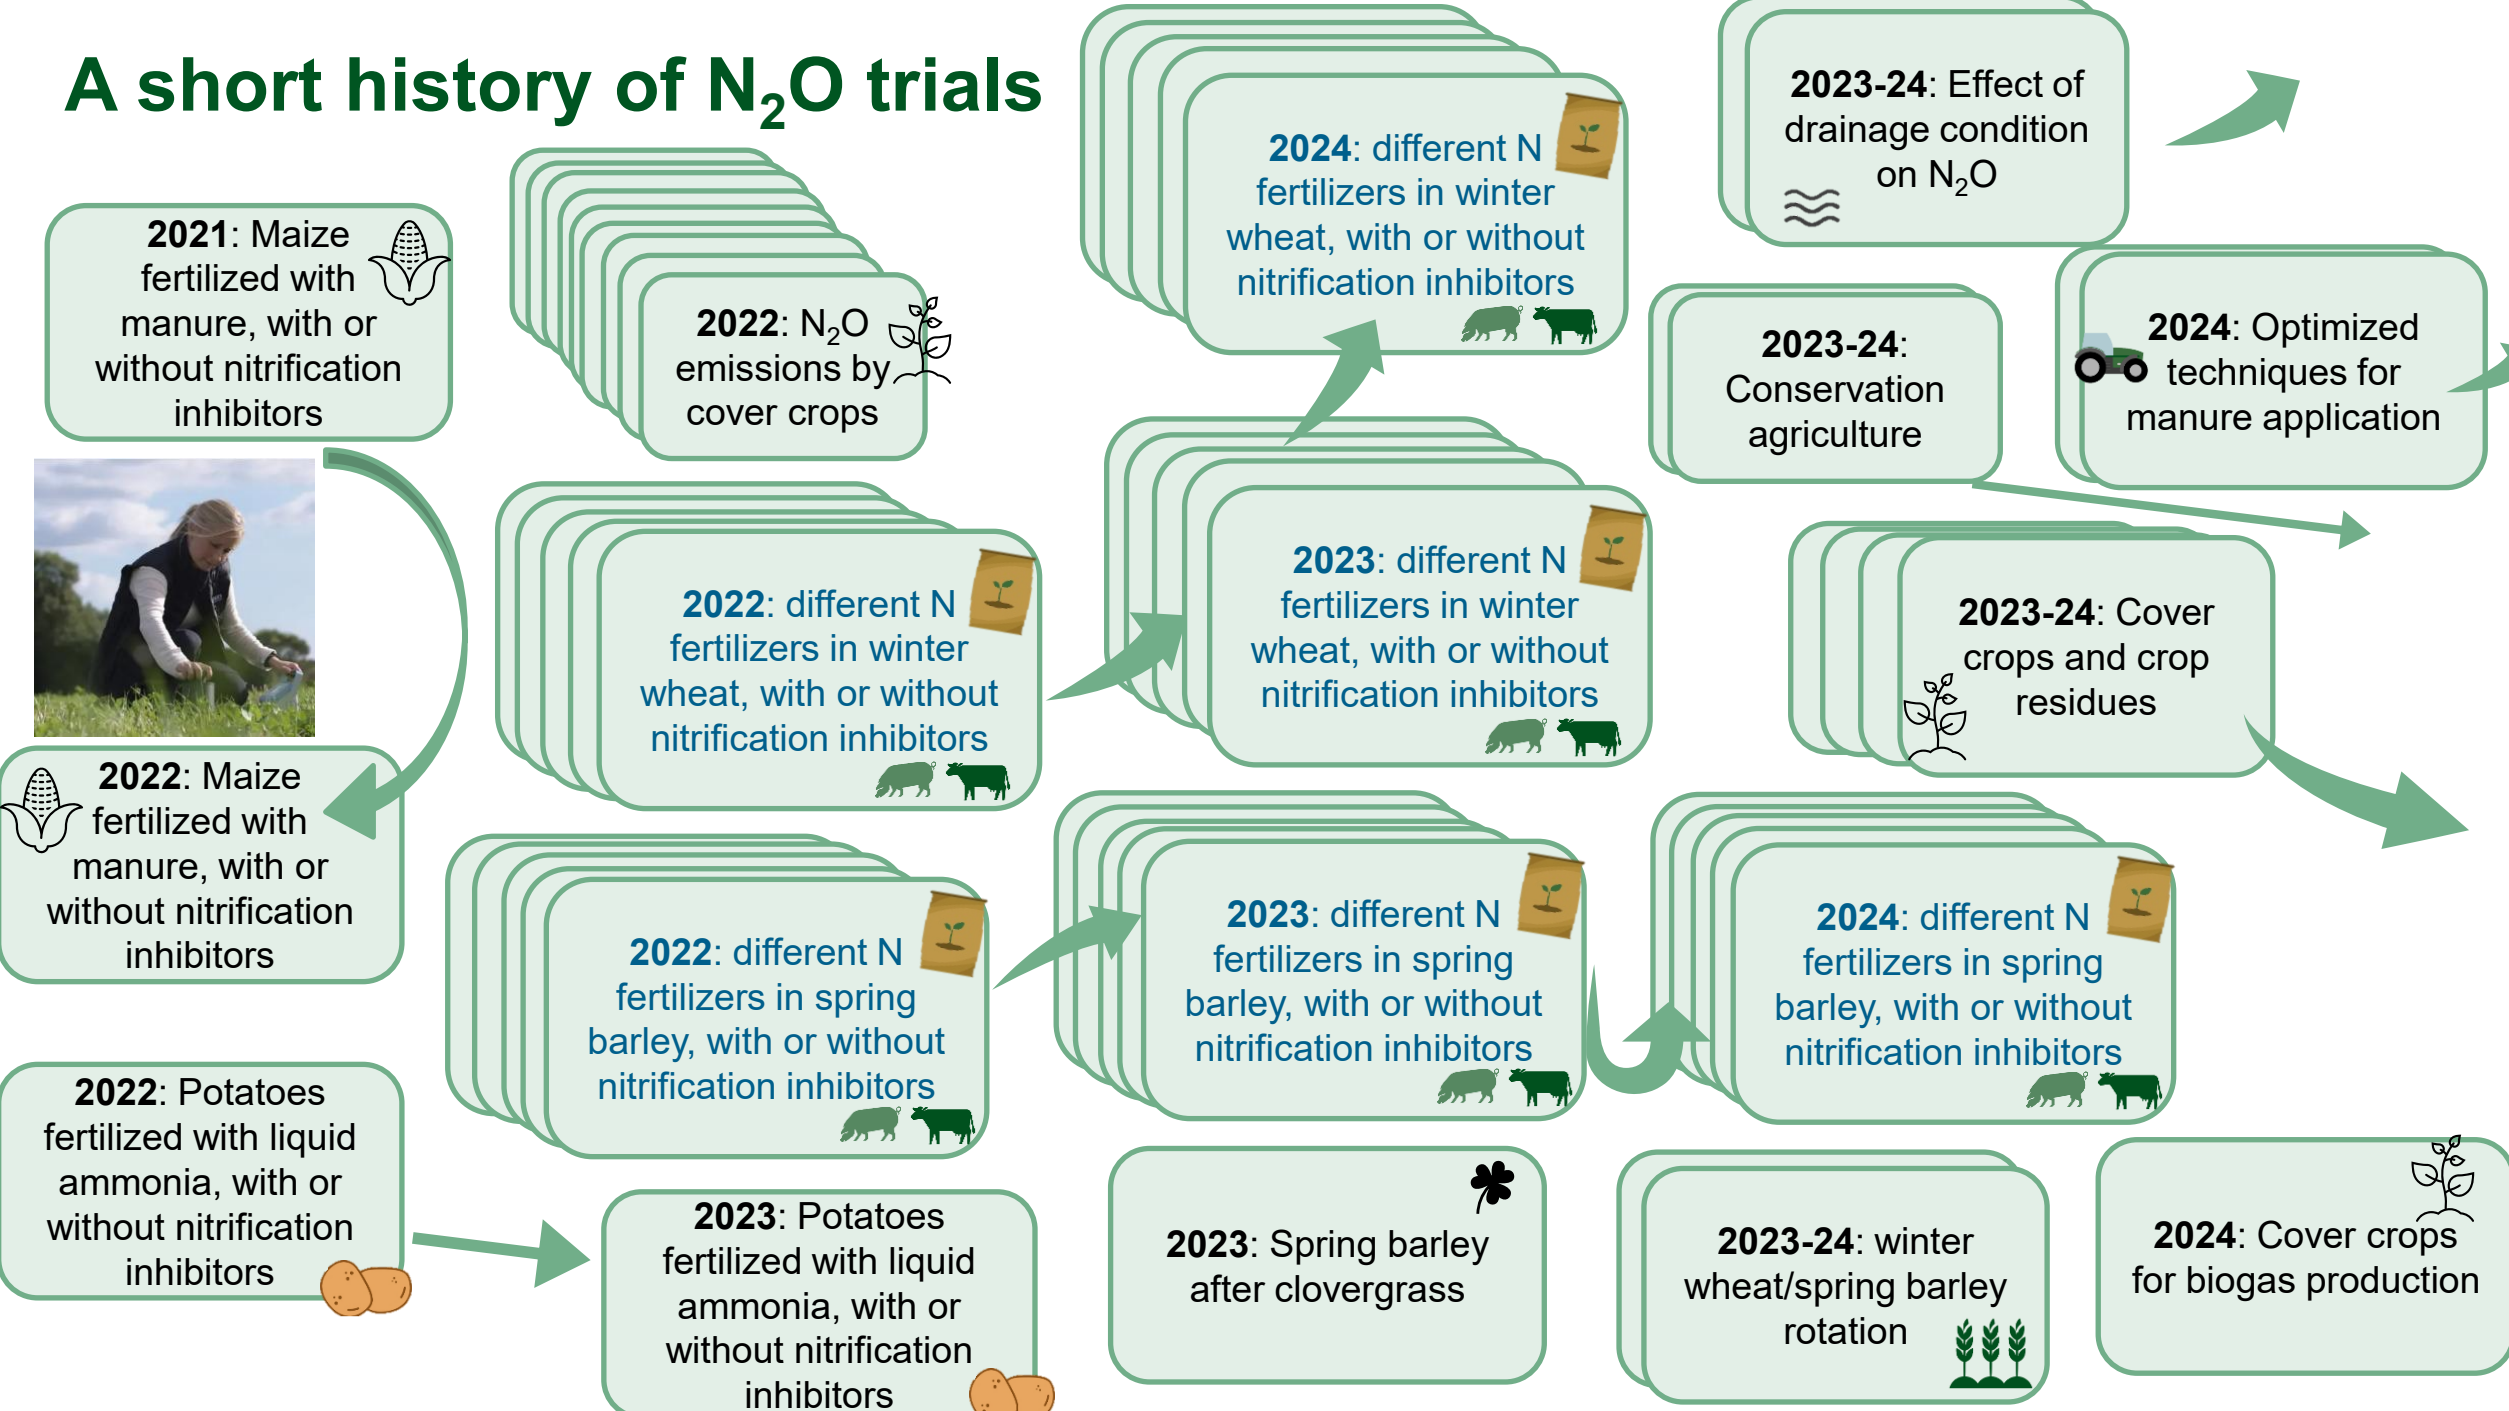 A short history of N₂O trials
2021: Maize
fertilized with
manure, with or
without nitrification
inhibitors
2022: N₂O
emissions by
cover crops
2024: different N
fertilizers in winter
wheat, with or without
nitrification inhibitors
2023-24: Effect of
drainage condition
on N₂O
2023-24:
Conservation
agriculture
2024: Optimized
techniques for
manure application
2022: different N
fertilizers in winter
wheat, with or without
nitrification inhibitors
2023: different N
fertilizers in winter
wheat, with or without
nitrification inhibitors
2023-24: Cover
crops and crop
residues
2022: Maize
fertilized with
manure, with or
without nitrification
inhibitors
2022: different N
fertilizers in spring
barley, with or without
nitrification inhibitors
2023: different N
fertilizers in spring
barley, with or without
nitrification inhibitors
2024: different N
fertilizers in spring
barley, with or without
nitrification inhibitors
2022: Potatoes
fertilized with liquid
ammonia, with or
without nitrification
inhibitors
2023: Potatoes
fertilized with liquid
ammonia, with or
without nitrification
inhibitors
2023: Spring barley
after clovergrass
2023-24: winter
wheat/spring barley
rotation
2024: Cover crops
for biogas production